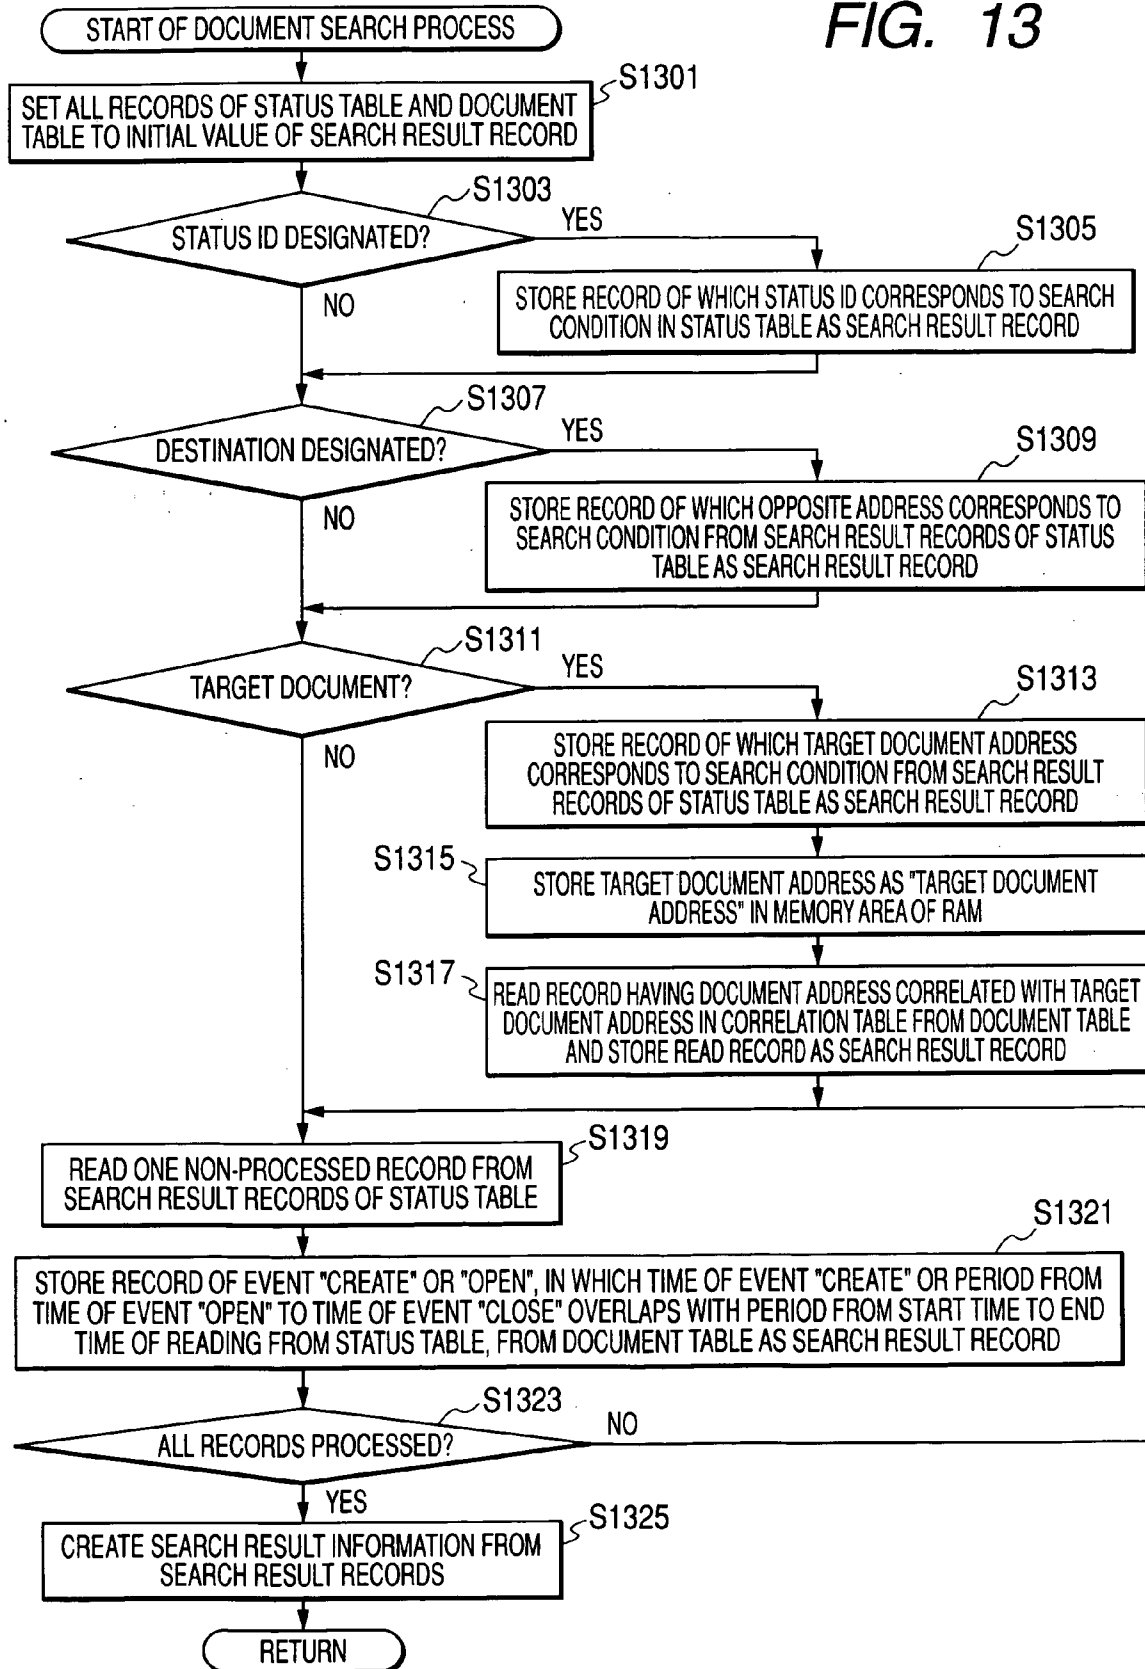 FIG. 13
START OF DOCUMENT SEARCH PROCESS
S1301
SET ALL RECORDS OF STATUS TABLE AND DOCUMENT
TABLE TO INITIAL VALUE OF SEARCH RESULT RECORD
S1303
STATUS ID DESIGNATED?
YES
NO
S1305
STORE RECORD OF WHICH STATUS ID CORRESPONDS TO SEARCH
CONDITION IN STATUS TABLE AS SEARCH RESULT RECORD
S1307
DESTINATION DESIGNATED?
YES
NO
S1309
STORE RECORD OF WHICH OPPOSITE ADDRESS CORRESPONDS TO
SEARCH CONDITION FROM SEARCH RESULT RECORDS OF STATUS
TABLE AS SEARCH RESULT RECORD
S1311
TARGET DOCUMENT?
YES
NO
S1313
STORE RECORD OF WHICH TARGET DOCUMENT ADDRESS
CORRESPONDS TO SEARCH CONDITION FROM SEARCH RESULT
RECORDS OF STATUS TABLE AS SEARCH RESULT RECORD
S1315
STORE TARGET DOCUMENT ADDRESS AS "TARGET DOCUMENT
ADDRESS" IN MEMORY AREA OF RAM
S1317
READ RECORD HAVING DOCUMENT ADDRESS CORRELATED WITH TARGET
DOCUMENT ADDRESS IN CORRELATION TABLE FROM DOCUMENT TABLE
AND STORE READ RECORD AS SEARCH RESULT RECORD
S1319
READ ONE NON-PROCESSED RECORD FROM
SEARCH RESULT RECORDS OF STATUS TABLE
S1321
STORE RECORD OF EVENT "CREATE" OR "OPEN", IN WHICH TIME OF EVENT "CREATE" OR PERIOD FROM
TIME OF EVENT "OPEN" TO TIME OF EVENT "CLOSE" OVERLAPS WITH PERIOD FROM START TIME TO END
TIME OF READING FROM STATUS TABLE, FROM DOCUMENT TABLE AS SEARCH RESULT RECORD
S1323
ALL RECORDS PROCESSED?
NO
YES
S1325
CREATE SEARCH RESULT INFORMATION FROM
SEARCH RESULT RECORDS
RETURN